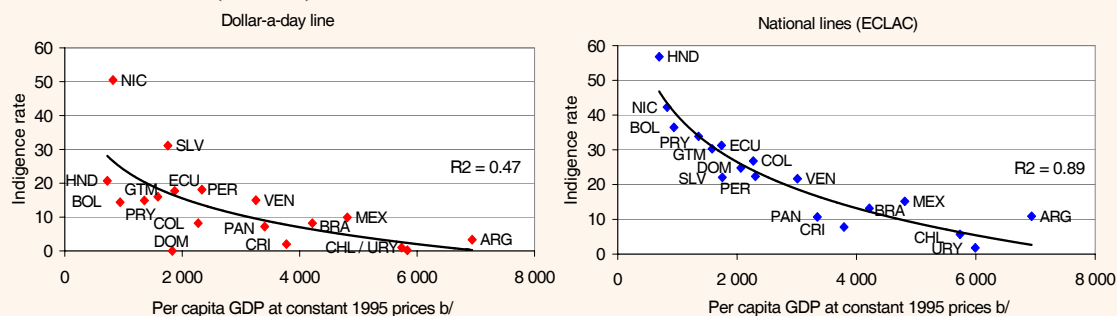 Dollar-a-day line
60
50
40
30
20
10
0
Indigence rate
NIC
SLV
HND
GTM
ECU
PER
BOL
PRY
VEN
COL
PAN
BRA
MEX
DOM
CRI
CHL / URY
ARG
R2 = 0.47
0
2 000
4 000
6 000
8 000
Per capita GDP at constant 1995 prices b/
National lines (ECLAC)
60
50
40
30
20
10
0
Indigence rate
HND
NIC
BOL
PRY
ECU
GTM
COL
DOM
SLV
PER
VEN
PAN
BRA
MEX
CRI
CHL
URY
ARG
R2 = 0.89
0
2 000
4 000
6 000
8 000
Per capita GDP at constant 1995 prices b/